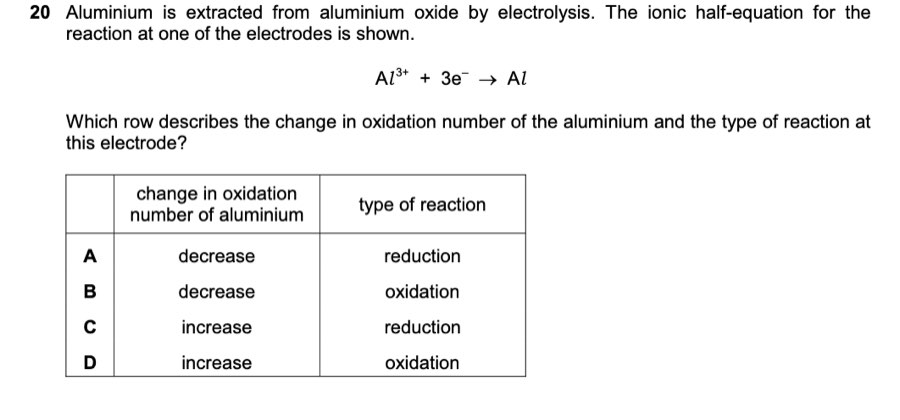 20 Aluminium is extracted from aluminium oxide by electrolysis. The ionic half-equation for the
reaction at one of the electrodes is shown.
Al³⁺ + 3e⁻ → Al
Which row describes the change in oxidation number of the aluminium and the type of reaction at
this electrode?
change in oxidation
number of aluminium
type of reaction
A decrease reduction
B decrease oxidation
C increase reduction
D increase oxidation